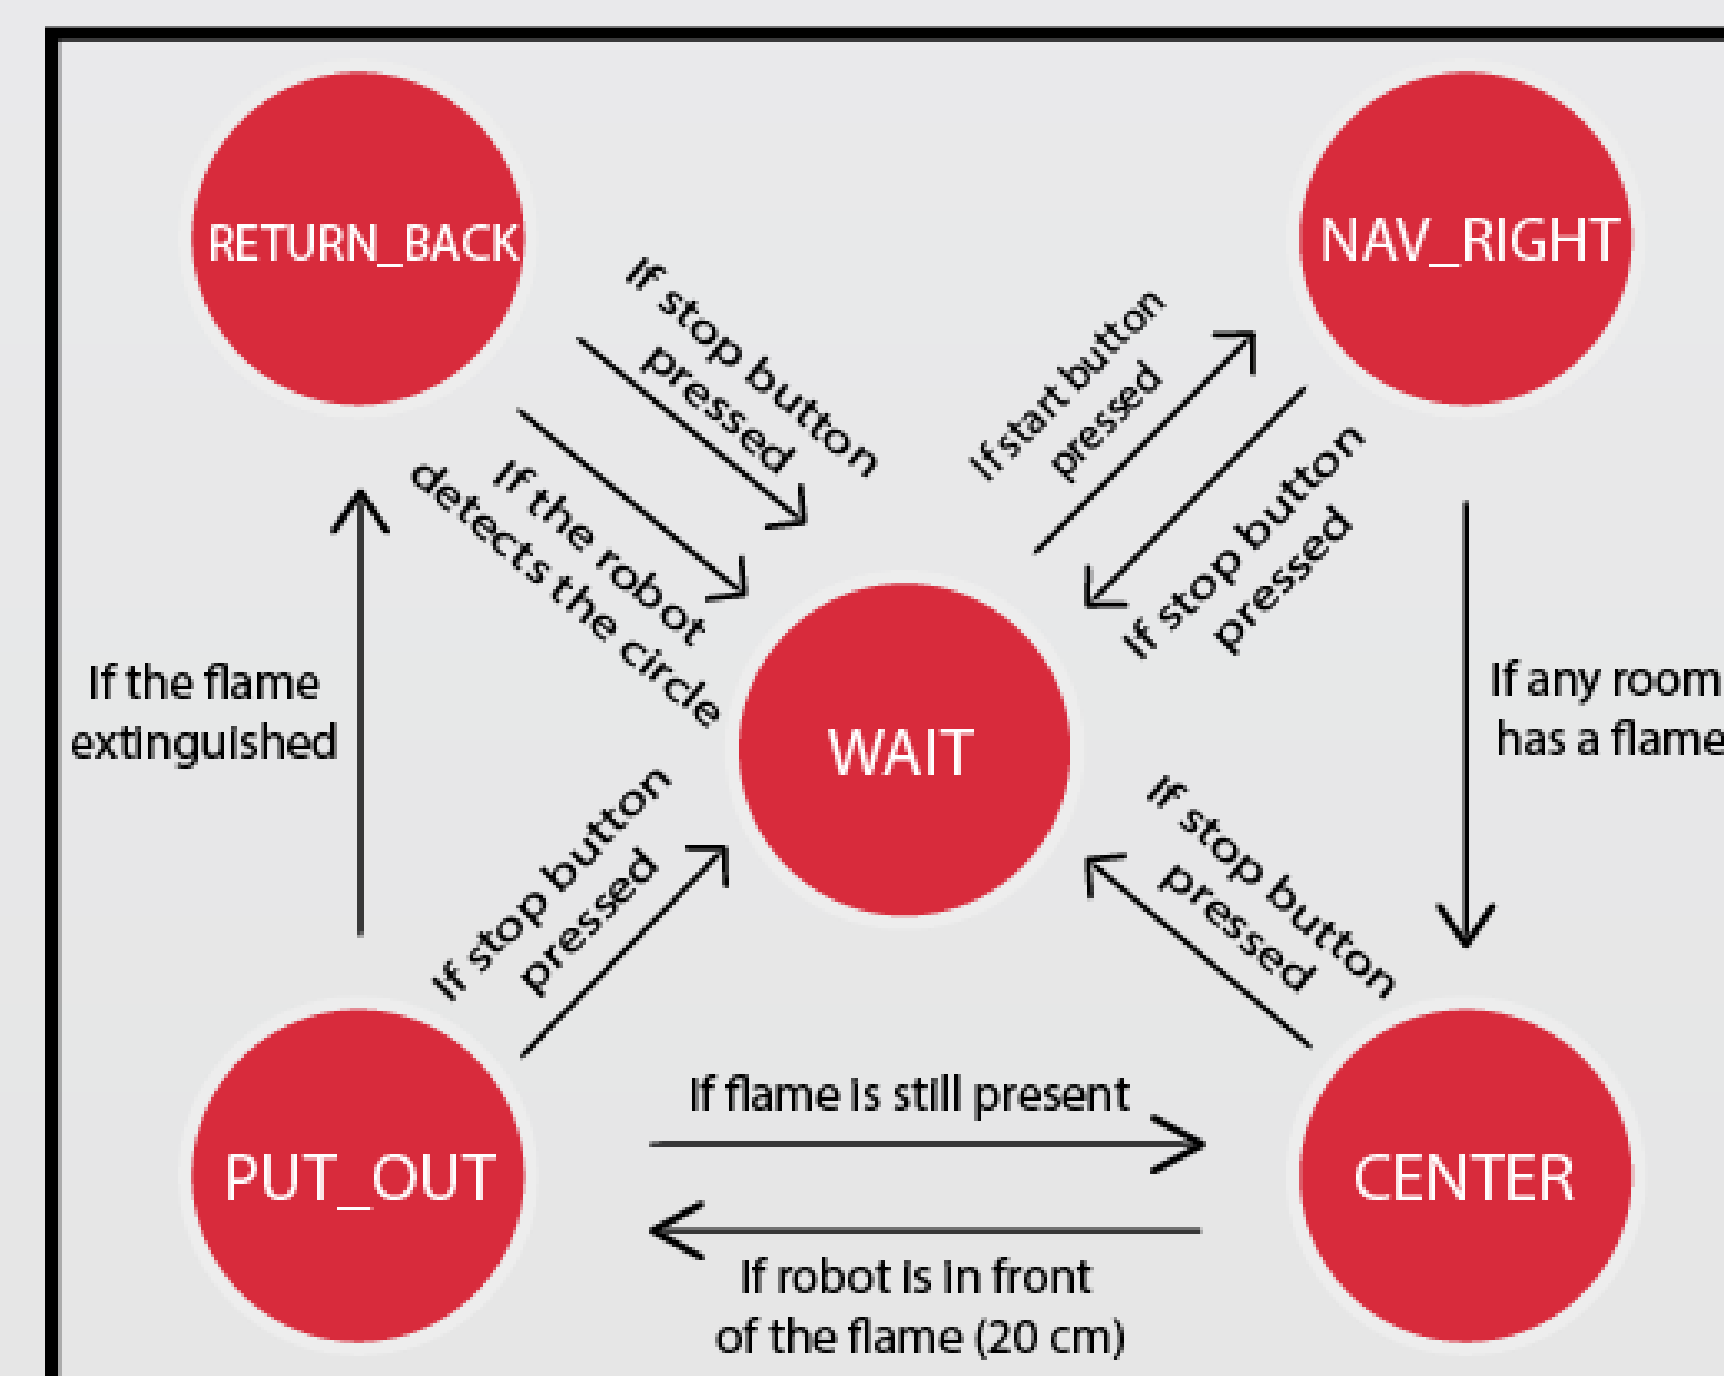 RETURN_BACK
NAV_RIGHT
If stop button
pressed
If start button
pressed
If the robot
detects the circle
If stop button
pressed
If the flame
extinguished
WAIT
If any room
has a flame
If stop button
pressed
If stop button
pressed
PUT_OUT
If flame is still present
CENTER
If robot is in front
of the flame (20 cm)